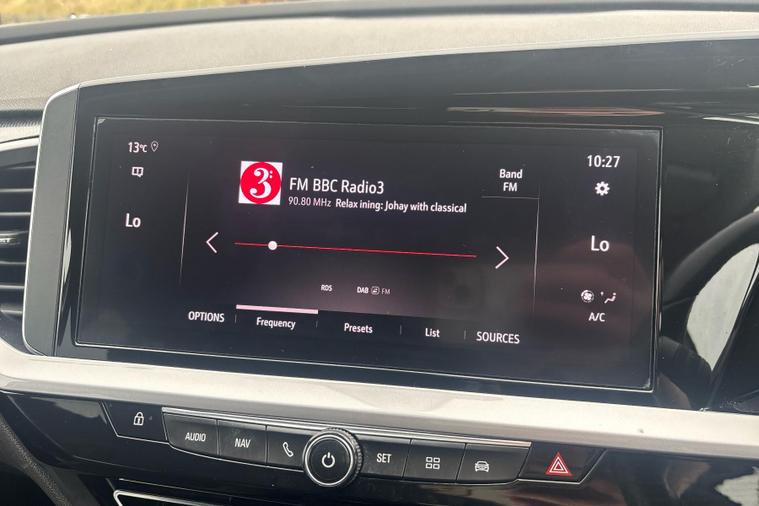 13°C
10:27
3:
FM BBC Radio3
Band
FM
90.80 MHz Relax ining: Johay with classical
Lo
Lo
RDS DAB FM
A/C
OPTIONS Frequency Presets List SOURCES
AUDIO NAV SET